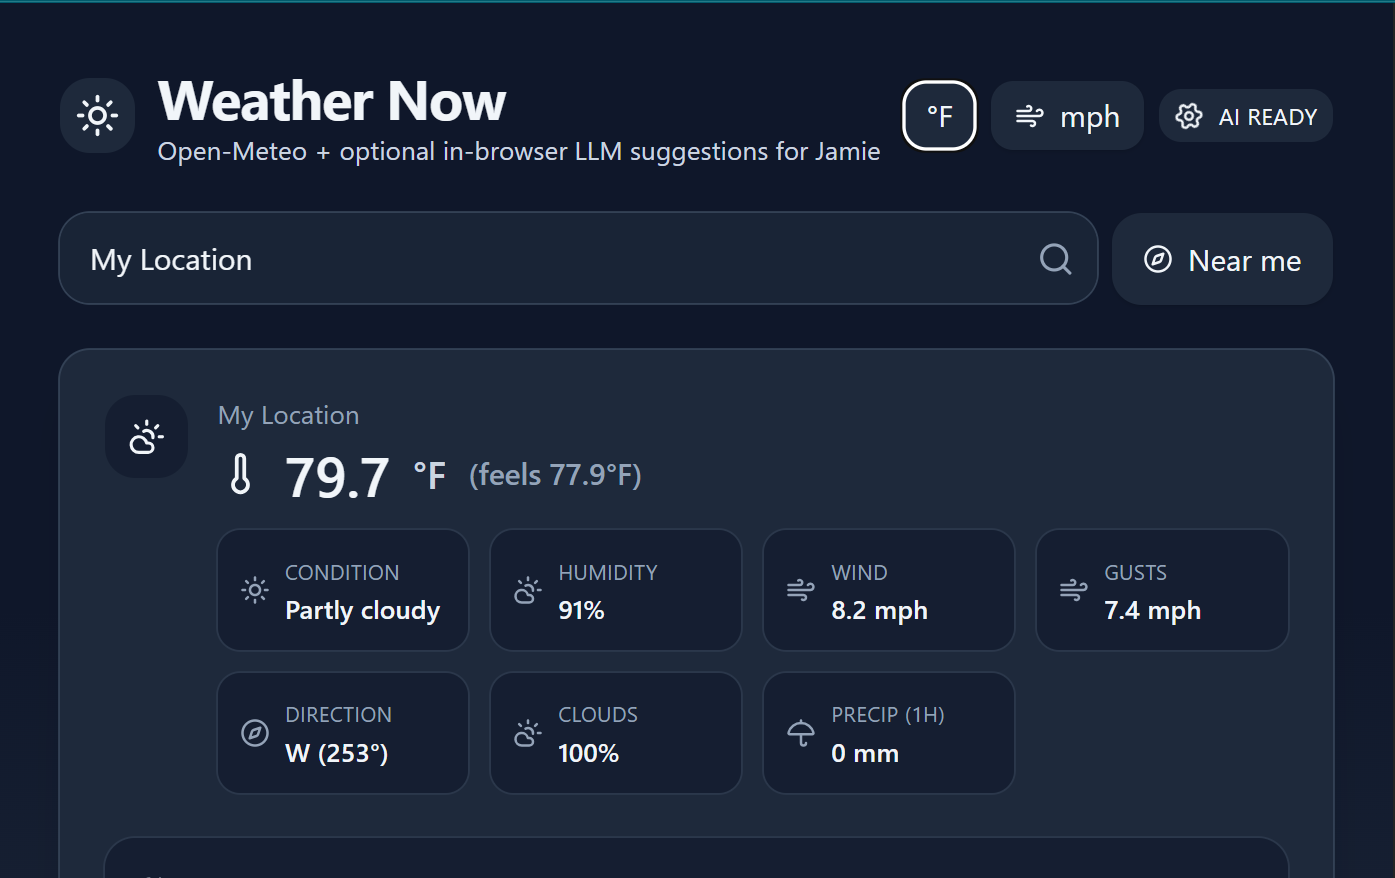 Weather Now
Open-Meteo + optional in-browser LLM suggestions for Jamie
°F
mph
AI READY
My Location
Near me
My Location
79.7 °F (feels 77.9°F)
CONDITION
Partly cloudy
HUMIDITY
91%
WIND
8.2 mph
GUSTS
7.4 mph
DIRECTION
W (253°)
CLOUDS
100%
PRECIP (1H)
0 mm